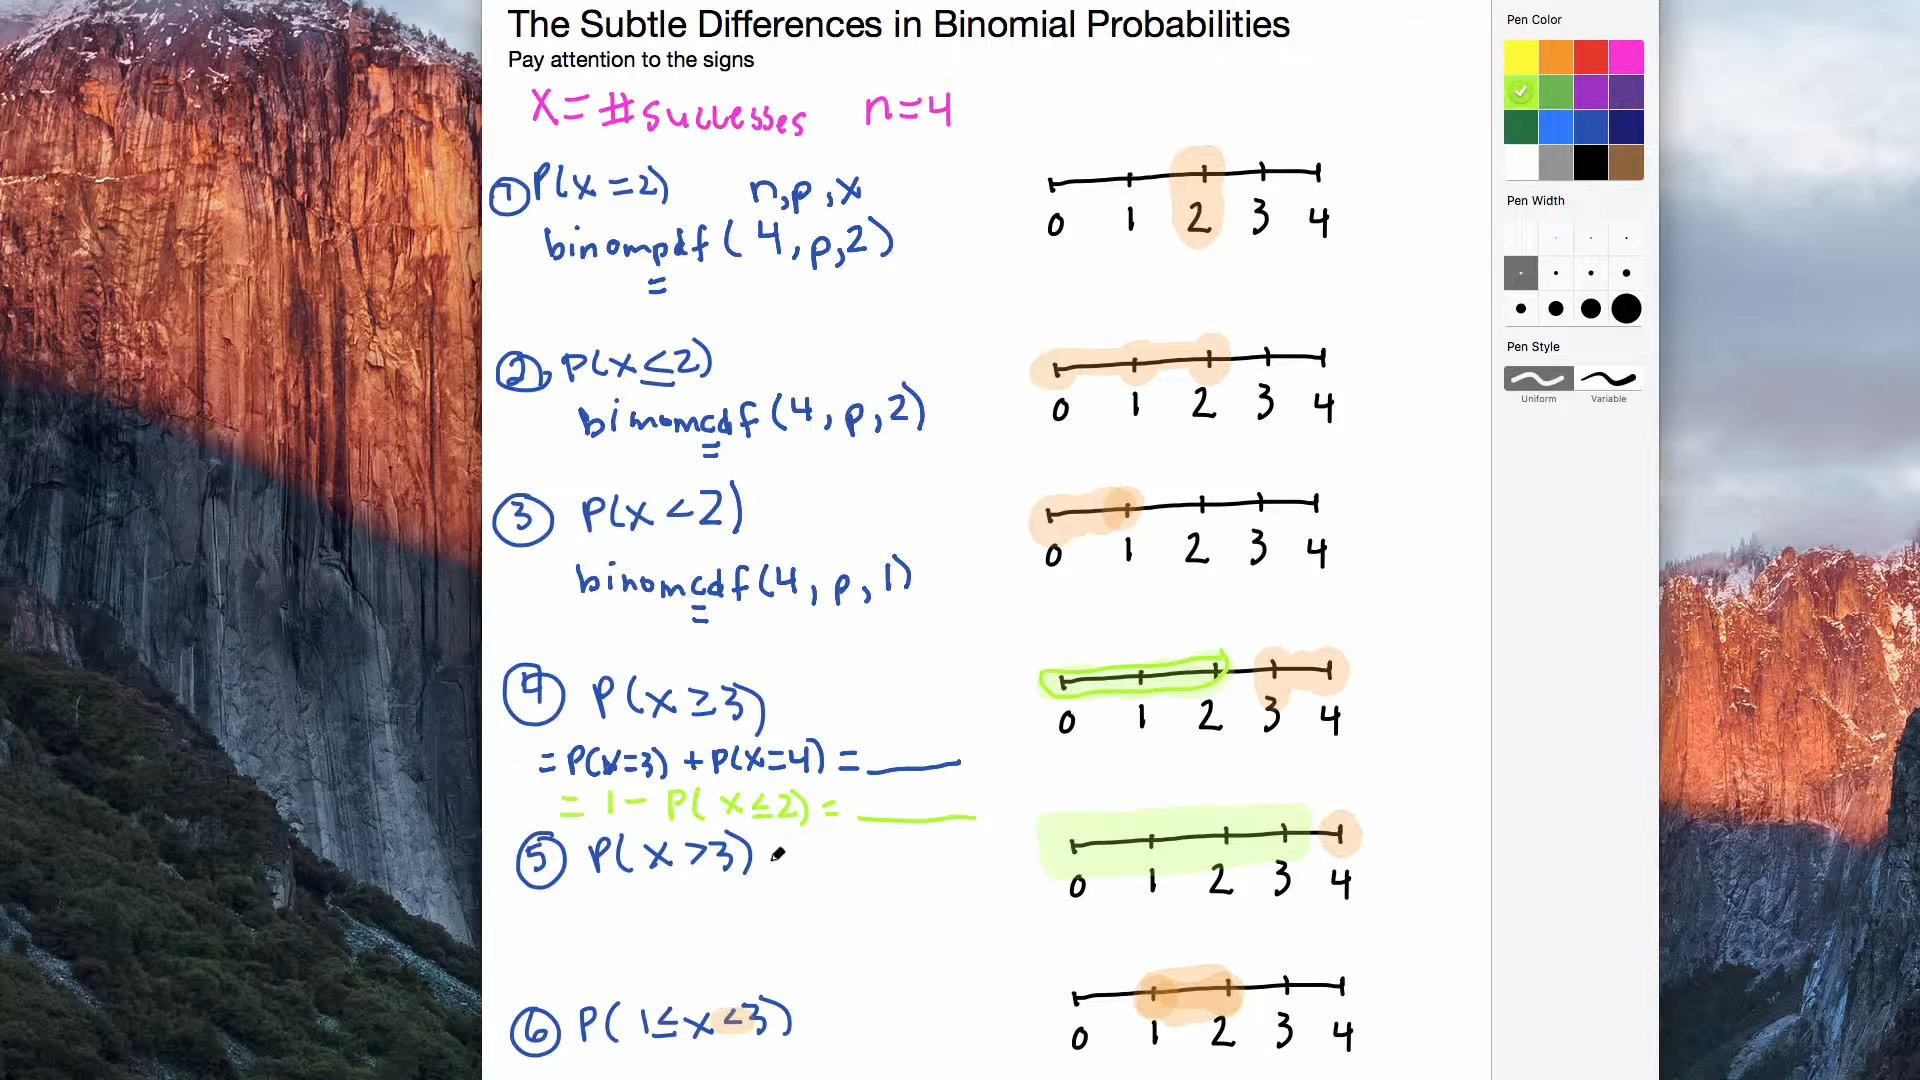 The Subtle Differences in Binomial Probabilities
Pay attention to the signs
X = # successes n = 4
① P(x = 2) n, p, x
binompdf(4, p, 2)
0 1 2 3 4
②. P(x ≤ 2)
binomcdf(4, p, 2)
0 1 2 3 4
③ P(x < 2)
binomcdf(4, p, 1)
0 1 2 3 4
④ P(x ≥ 3)
= P(x=3) + P(x=4) = ____
= 1 - P(x ≤ 2) = ____
0 1 2 3 4
⑤ P(x > 3)
0 1 2 3 4
⑥ P(1 ≤ x < 3)
0 1 2 3 4
Pen Color
Pen Width
Pen Style
Uniform Variable